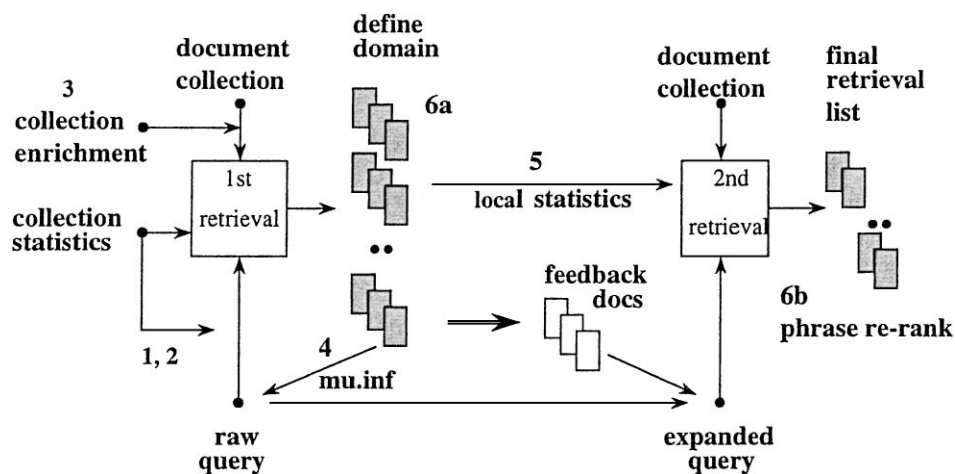 define
domain
document
collection
document
collection
final
retrieval
list
3
collection
enrichment
6a
1st
retrieval
5
local statistics
2nd
retrieval
collection
statistics
feedback
docs
6b
phrase re-rank
1, 2
4
mu.inf
raw
query
expanded
query